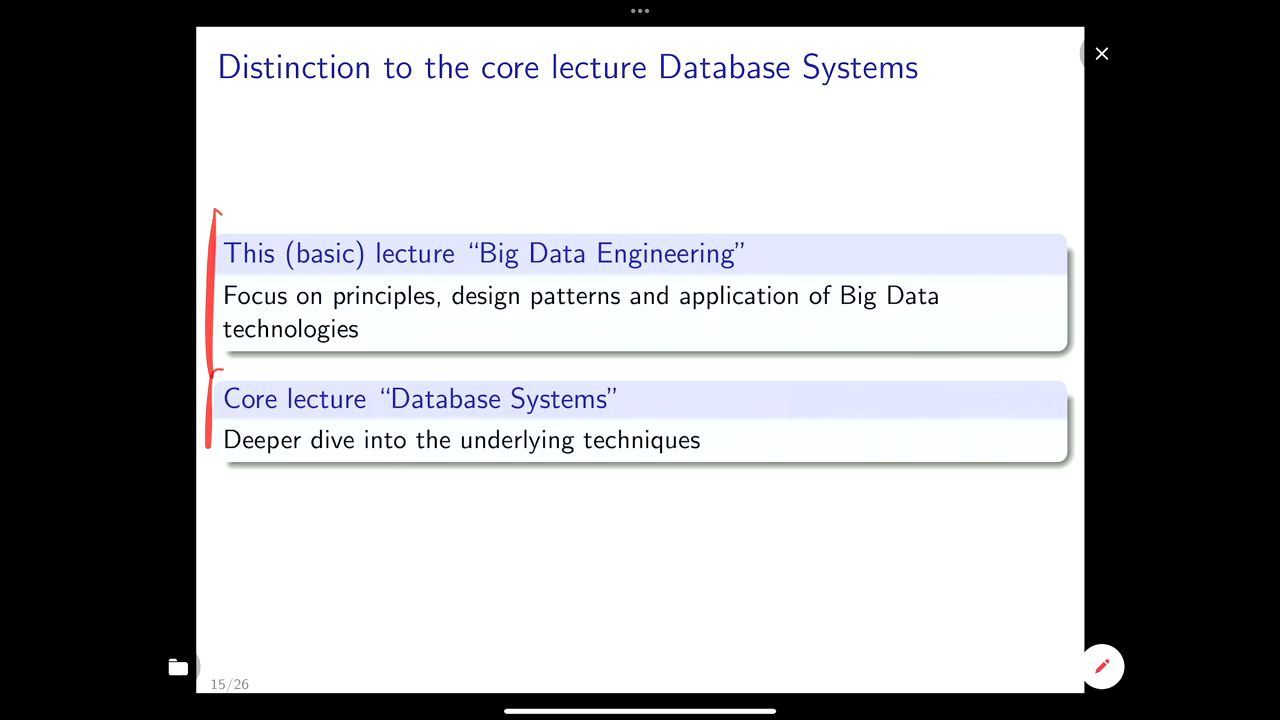 Distinction to the core lecture Database Systems
This (basic) lecture “Big Data Engineering”
Focus on principles, design patterns and application of Big Data
technologies
Core lecture “Database Systems”
Deeper dive into the underlying techniques
15/26